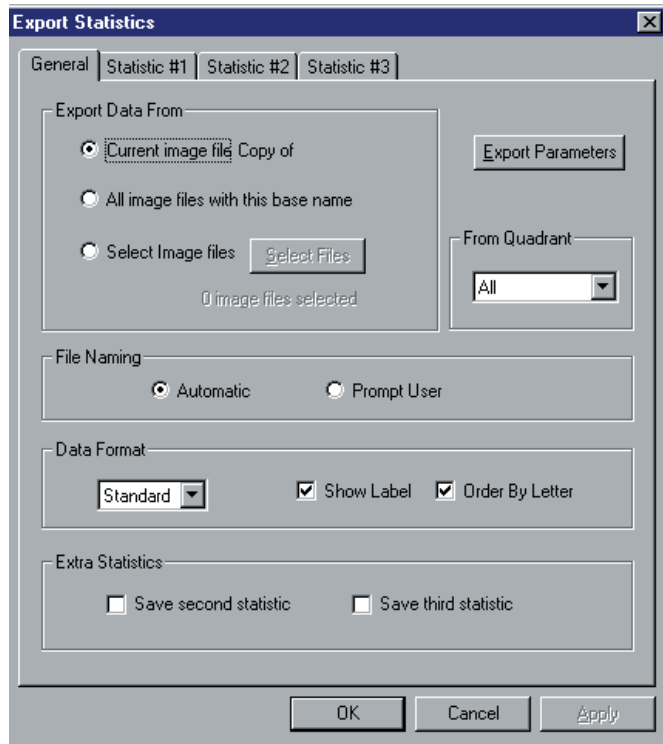 Export Statistics
General Statistic #1 Statistic #2 Statistic #3
Export Data From
Current image file Copy of
All image files with this base name
Select Image files Select Files
0 image files selected
Export Parameters
From Quadrant
All
File Naming
Automatic Prompt User
Data Format
Standard Show Label Order By Letter
Extra Statistics
Save second statistic Save third statistic
OK Cancel Apply